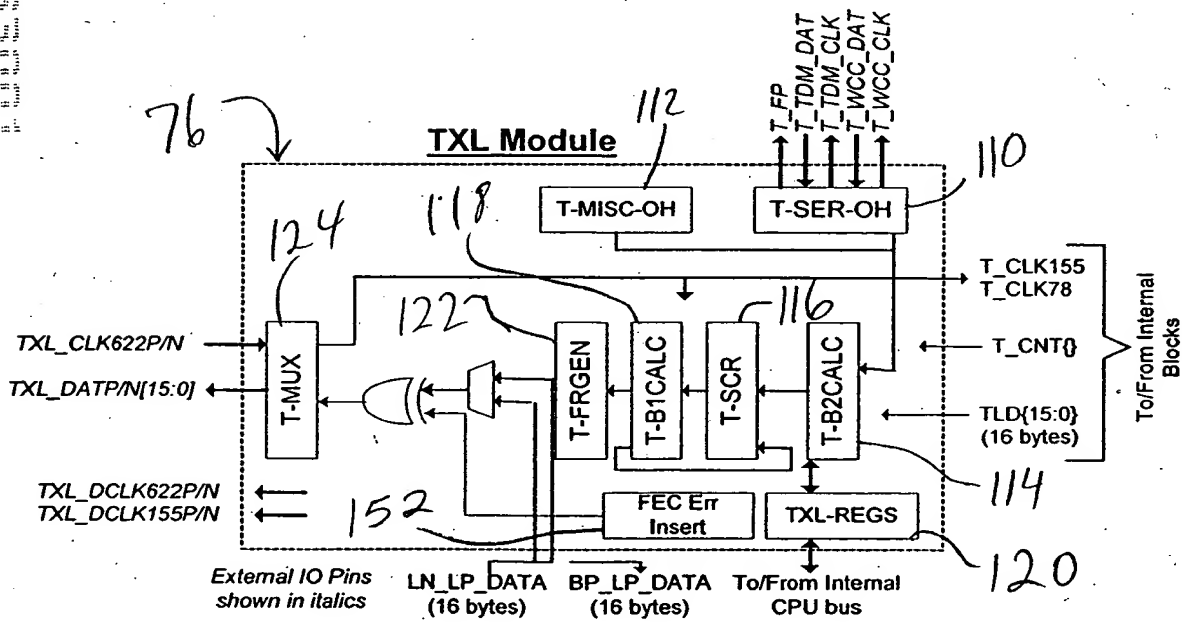 T_FP
T_TDM_DAT
T_TDM_CLK
T_WCC_DAT
T_WCC_CLK
76
TXL Module
112
110
T-MISC-OH
T-SER-OH
118
124
T_CLK155
T_CLK78
122
116
TXL_CLK622P/N
TXL_DATP/N[15:0]
T-MUX
T-FRGEN
T-B1CALC
T-SCR
T-B2CALC
T_CNT{}
TLD{15:0}
(16 bytes)
To/From Internal
Blocks
TXL_DCLK622P/N
TXL_DCLK155P/N
152
FEC Err
Insert
TXL-REGS
114
120
External IO Pins
shown in italics
LN_LP_DATA
(16 bytes)
BP_LP_DATA
(16 bytes)
To/From Internal
CPU bus